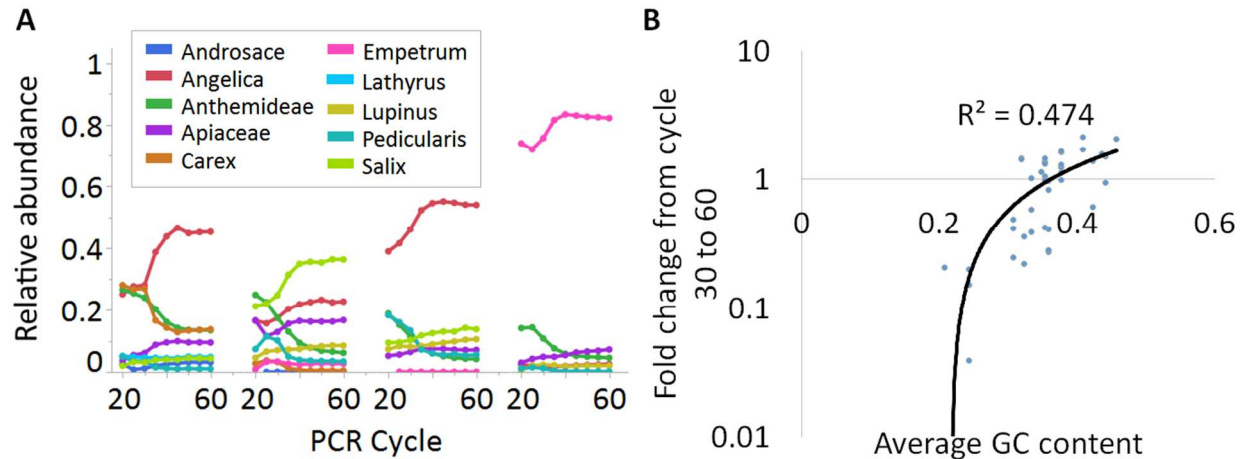 A
Androsace
Angelica
Anthemideae
Apiaceae
Carex
Empetrum
Lathyrus
Lupinus
Pedicularis
Salix
Relative abundance
1
0.8
0.6
0.4
0.2
0
20 60 20 60 20 60 20 60
PCR Cycle
B
Fold change from cycle
30 to 60
10
1
0.1
0.01
R² = 0.474
0 0.2 0.4 0.6
Average GC content